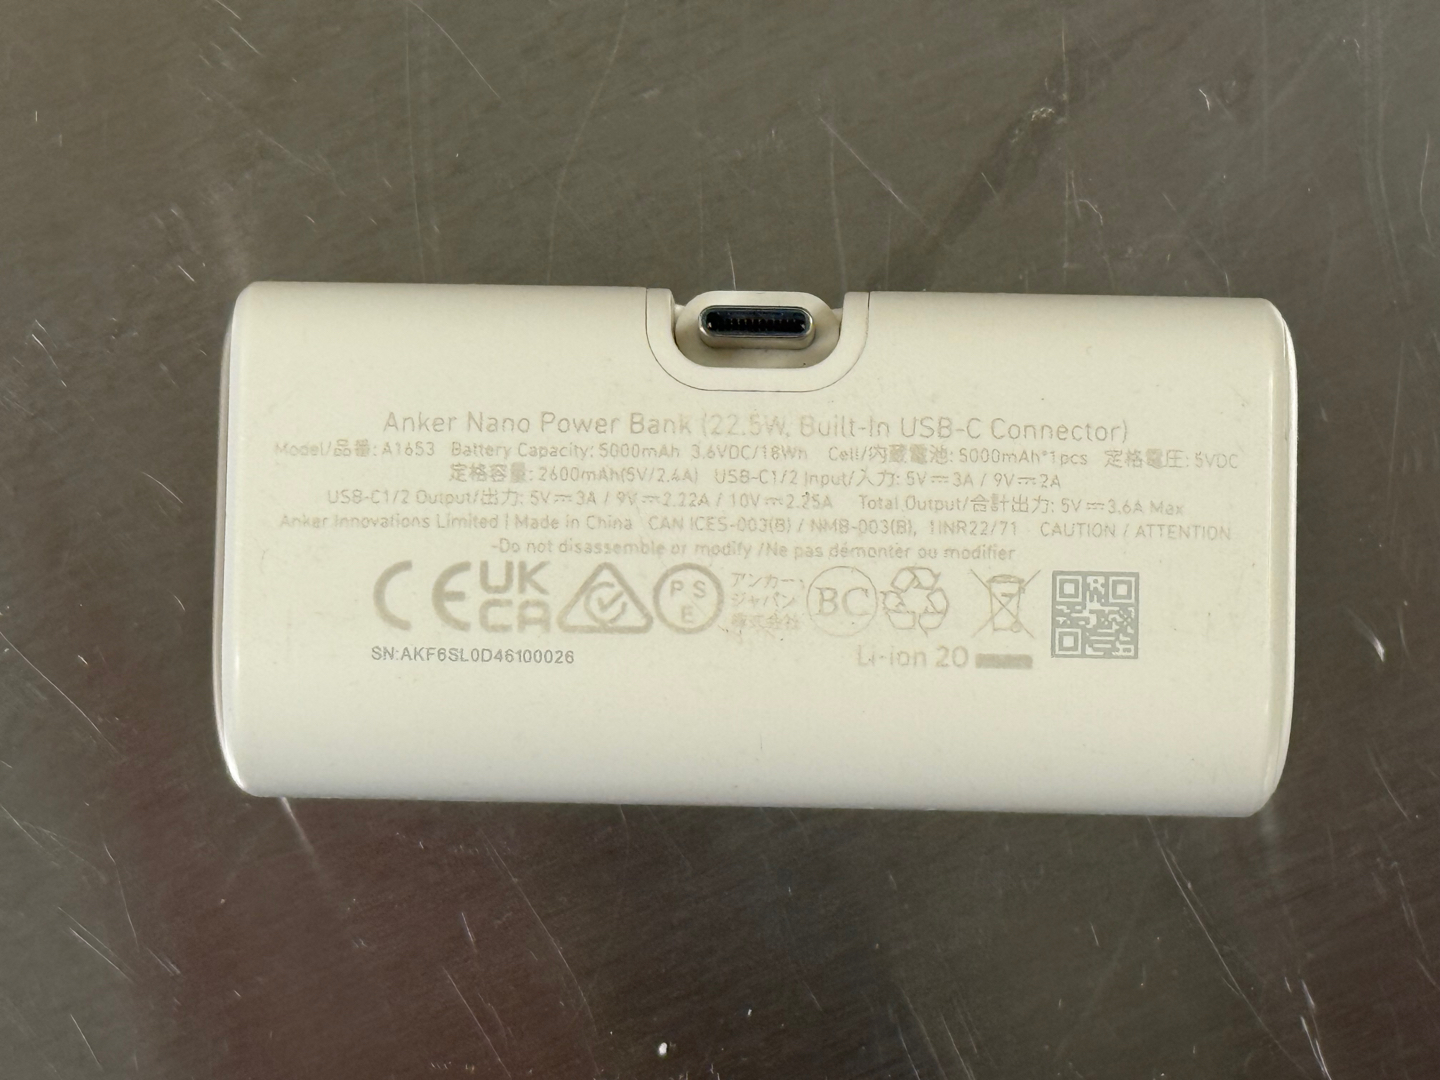 Anker Nano Power Bank (22.5W, Built-In USB-C Connector)
Model/品番: A1653 Battery Capacity: 5000mAh 3.6VDC/18Wh Cell/内蔵電池: 5000mAh*1pcs 定格電圧: 5VDC
定格容量: 2600mAh(5V/2.4A) USB-C1/2 Input/入力: 5V⎓3A / 9V⎓2A
USB-C1/2 Output/出力: 5V⎓3A / 9V⎓2.22A / 10V⎓2.25A Total Output/合計出力: 5V⎓3.6A Max
Anker Innovations Limited | Made in China CAN ICES-003(B) / NMB-003(B), 1INR22/71 CAUTION / ATTENTION
-Do not disassemble or modify /Ne pas démonter ou modifier
CE UK CA PS E アンカー・ジャパン株式会社 BC
SN:AKF6SL0D46100026 Li-ion 20